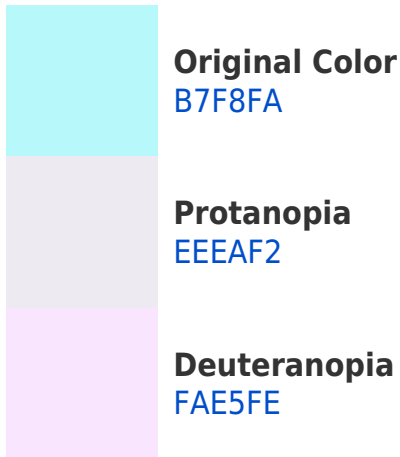 Original Color
B7F8FA
Protanopia
EEEAF2
Deuteranopia
FAE5FE